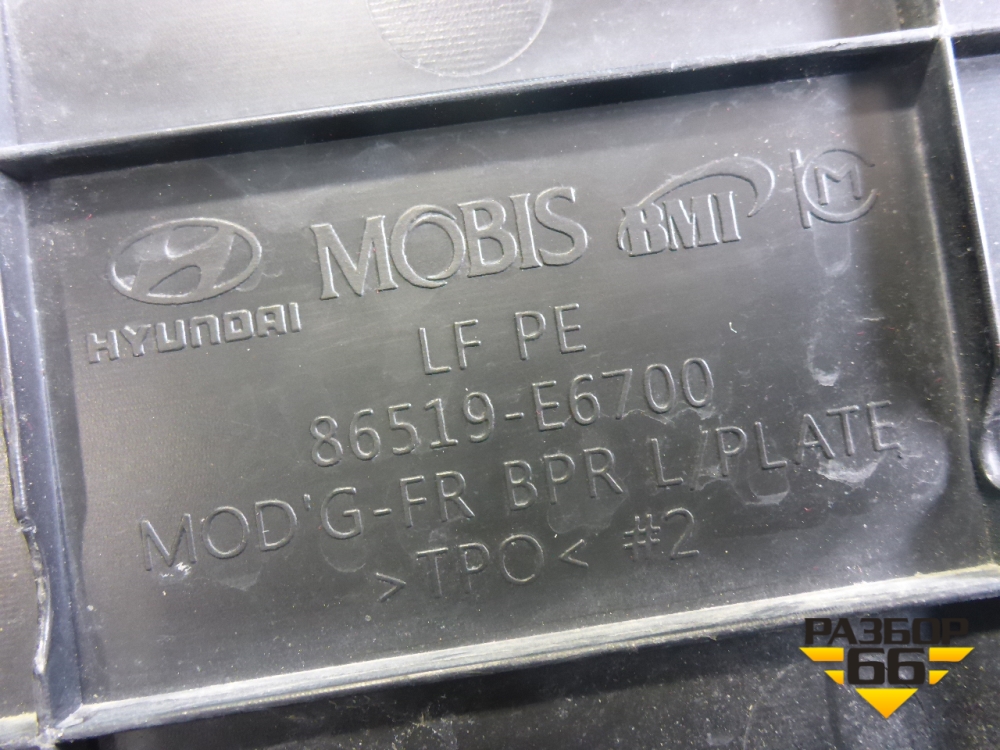 HYUNDAI MOBIS BMI M
LF PE
86519-E6700
MOD'G-FR BPR L/PLATE
>TPO< #2
РАЗБОР
66